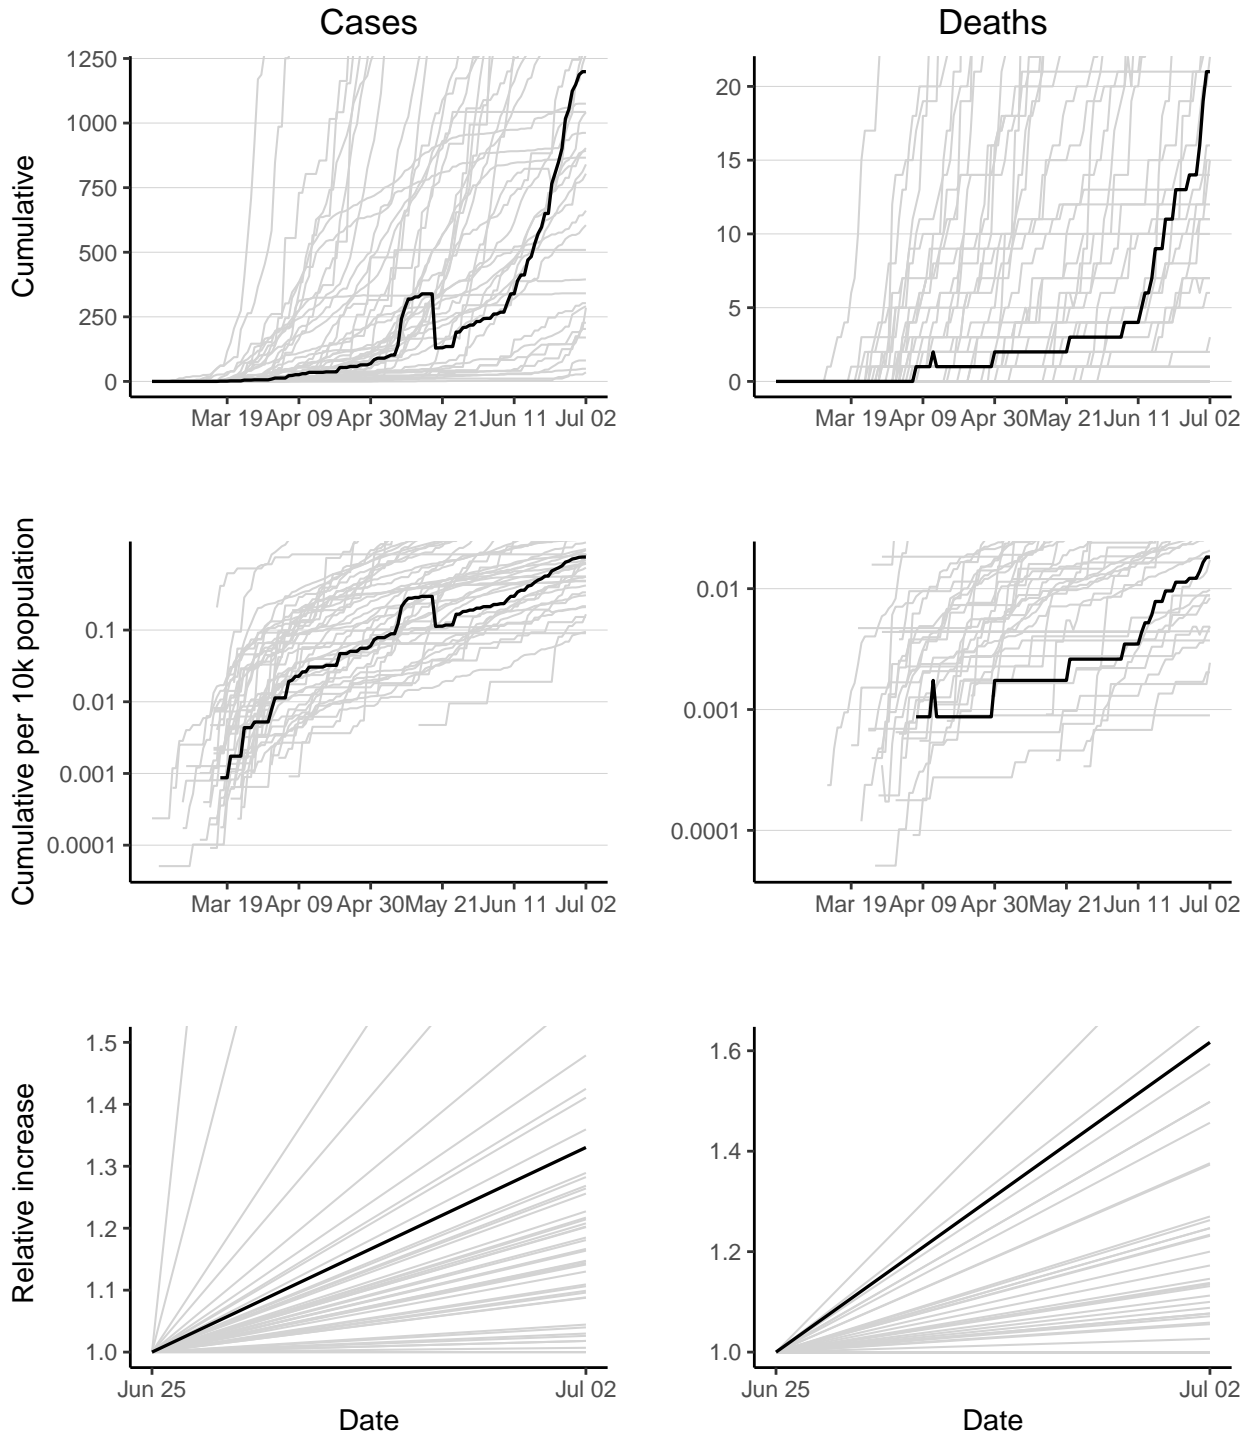 Cases
Deaths
Cumulative
1250
1000
750
500
250
0
Mar 19 Apr 09 Apr 30 May 21 Jun 11 Jul 02
20
15
10
5
0
Mar 19 Apr 09 Apr 30 May 21 Jun 11 Jul 02
Cumulative per 10k population
0.1
0.01
0.001
0.0001
Mar 19 Apr 09 Apr 30 May 21 Jun 11 Jul 02
0.01
0.001
0.0001
Mar 19 Apr 09 Apr 30 May 21 Jun 11 Jul 02
Relative increase
1.5
1.4
1.3
1.2
1.1
1.0
Jun 25 Jul 02
Date
1.6
1.4
1.2
1.0
Jun 25 Jul 02
Date